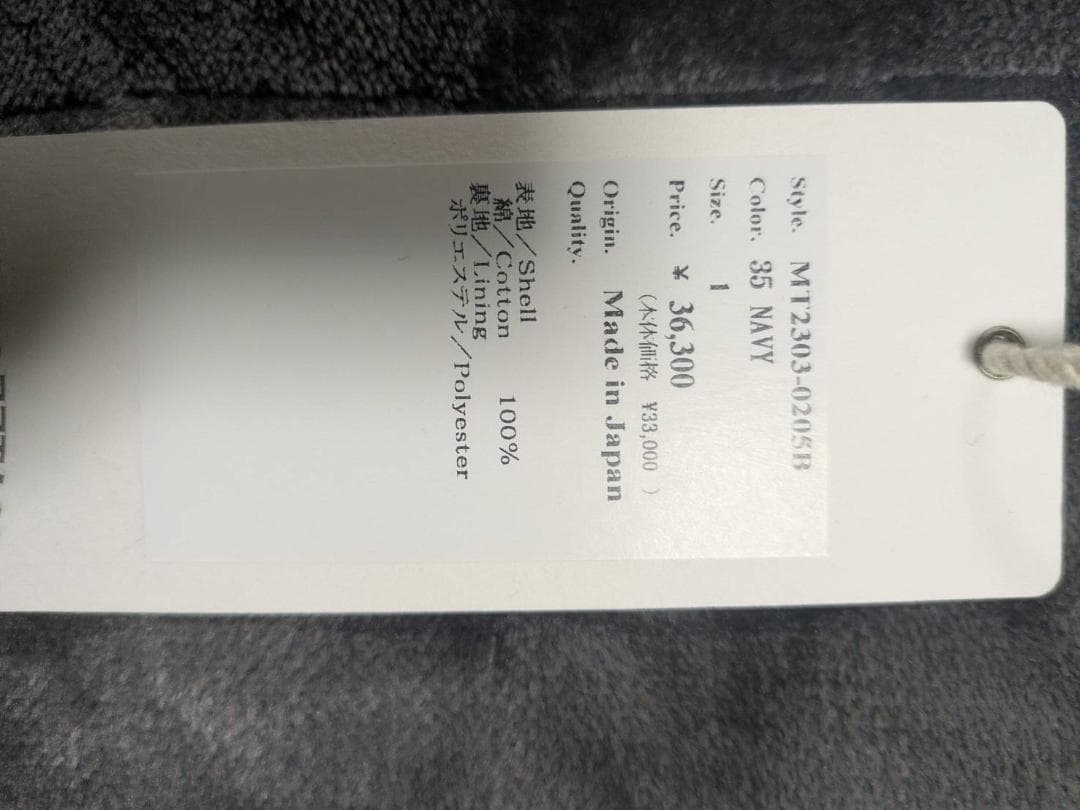 Style. MT2303-0205B
Color. 35 NAVY
Size. 1
Price. ¥ 36,300
(本体価格 ¥33,000 )
Origin. Made in Japan
Quality.
表地/Shell
綿/Cotton 100%
裏地/Lining
ポリエステル/Polyester